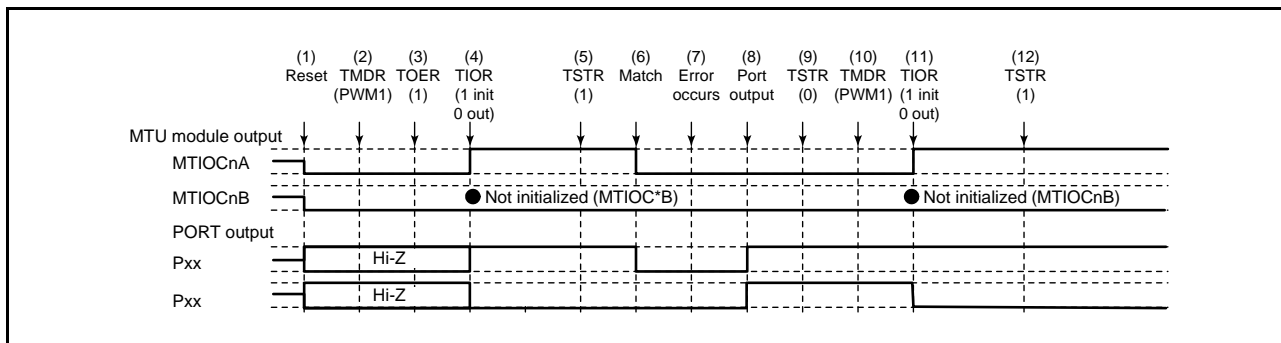 (1) (2) (3) (4) (5) (6) (7) (8) (9) (10) (11) (12)
Reset TMDR TOER TIOR TSTR Match Error Port TSTR TMDR TIOR TSTR
(PWM1) (1) (1 init (1) occurs output (0) (PWM1) (1 init (1)
0 out) 0 out)
MTU module output
MTIOCnA
MTIOCnB Not initialized (MTIOC*B) Not initialized (MTIOCnB)
PORT output
Pxx Hi-Z
Pxx Hi-Z